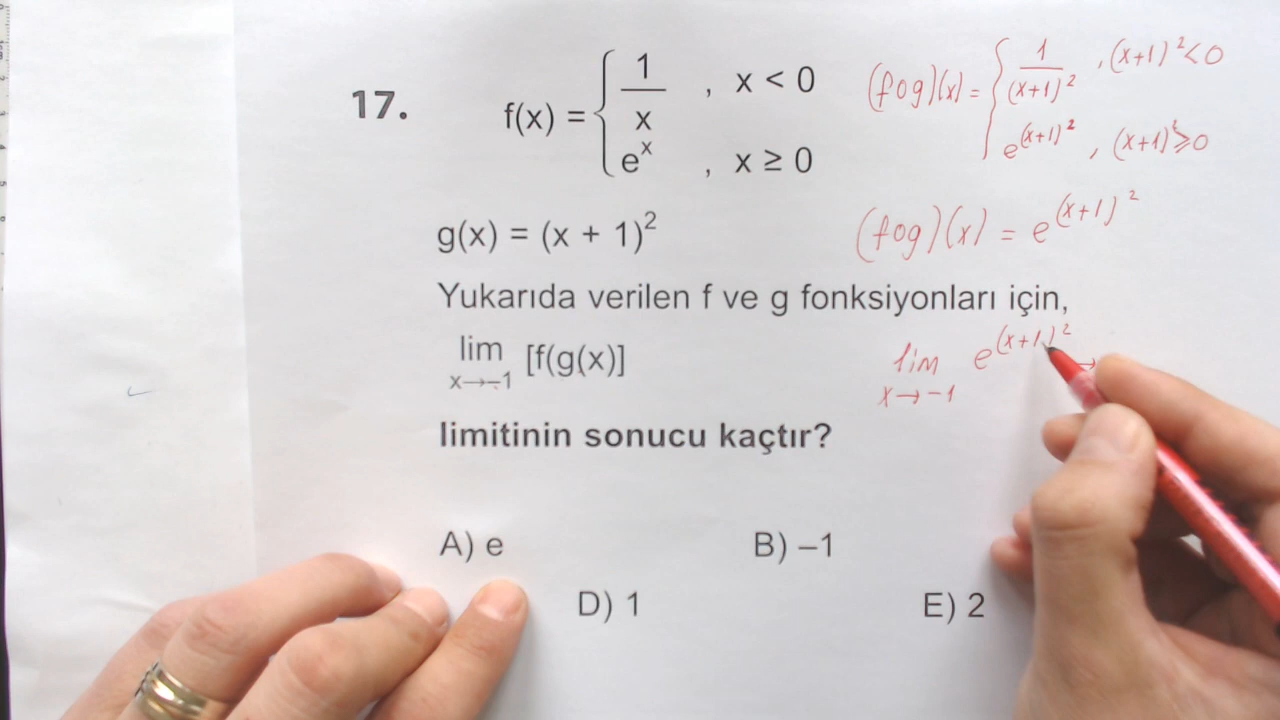 17. f(x) = { 1/x , x < 0
e^x , x ≥ 0
(fog)(x) = { 1/(x+1)^2 , (x+1)^2 < 0
e^(x+1)^2 , (x+1)^2 ≥ 0
g(x) = (x + 1)^2
(fog)(x) = e^(x+1)^2
Yukarıda verilen f ve g fonksiyonları için,
lim x→–1 [f(g(x)]
lim x→-1 e^(x+1)^2
limitinin sonucu kaçtır?
A) e B) –1
D) 1 E) 2